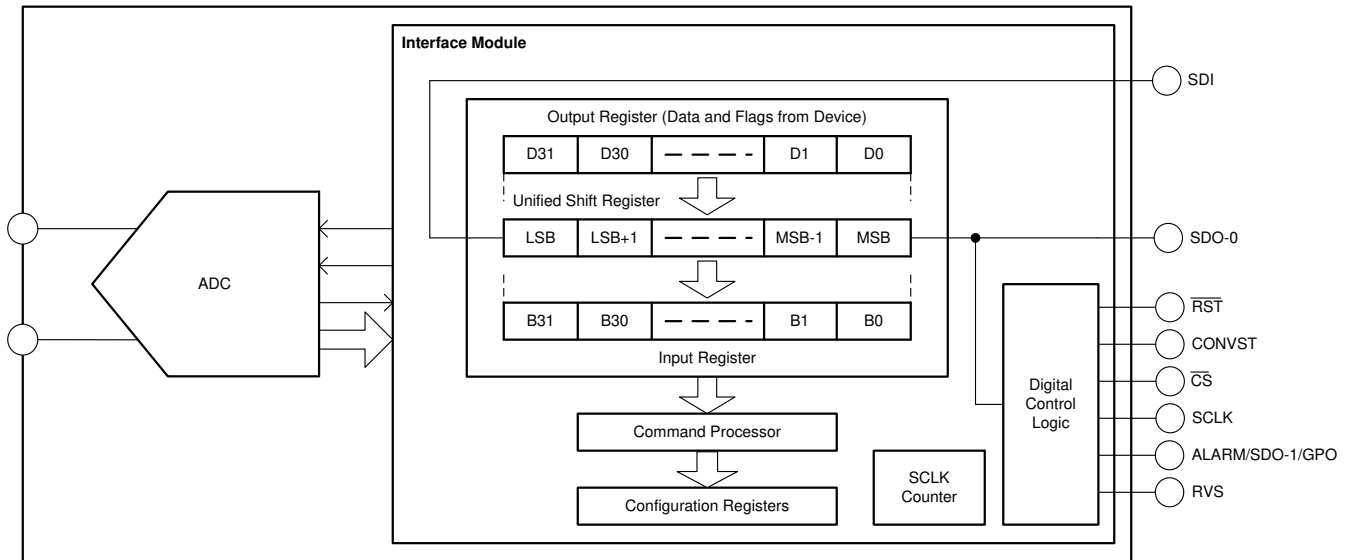 Interface Module
SDI
Output Register (Data and Flags from Device)
D31 D30 D1 D0
Unified Shift Register
LSB LSB+1 MSB-1 MSB
SDO-0
ADC
B31 B30 B1 B0
Input Register
RST
CONVST
CS
SCLK
ALARM/SDO-1/GPO
RVS
Digital
Control
Logic
Command Processor
SCLK
Counter
Configuration Registers